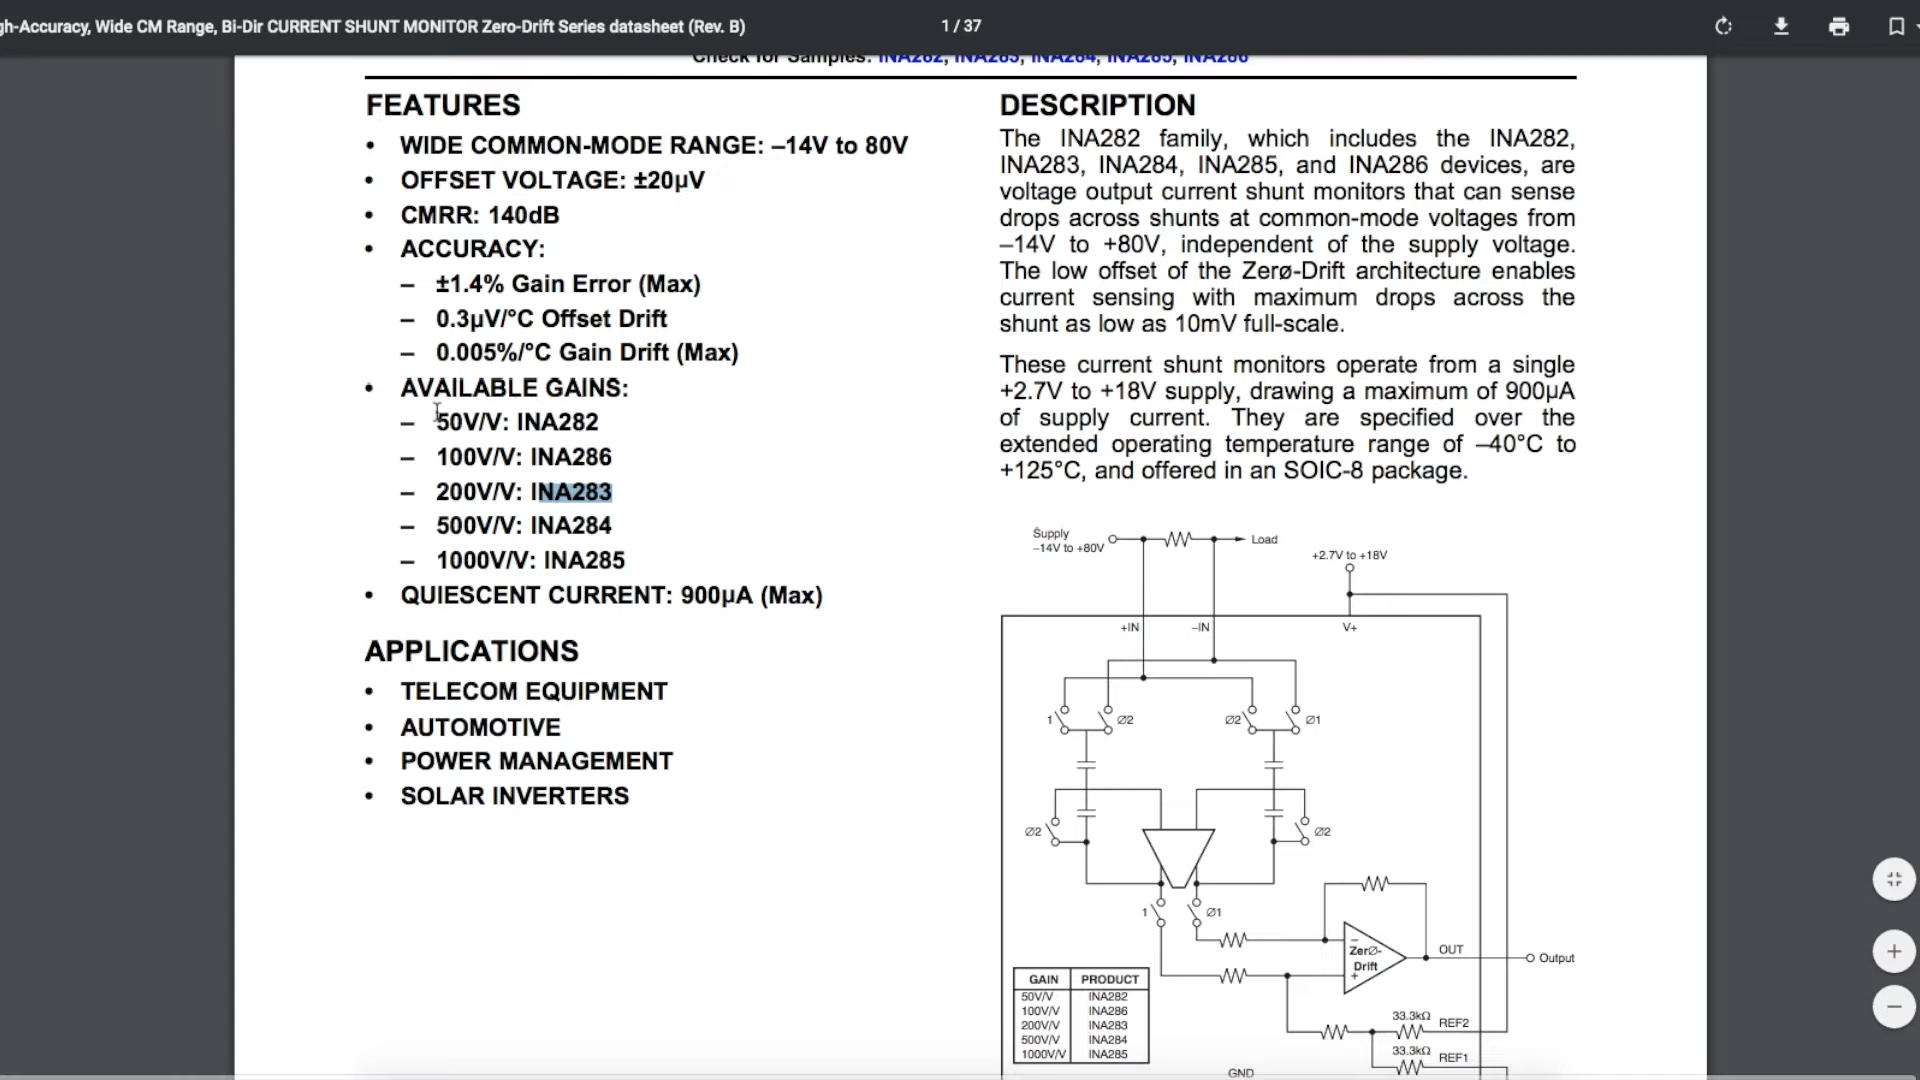 gh-Accuracy, Wide CM Range, Bi-Dir CURRENT SHUNT MONITOR Zero-Drift Series datasheet (Rev. B)
1 / 37
Check for Samples: INA282, INA283, INA284, INA285, INA286
FEATURES
• WIDE COMMON-MODE RANGE: –14V to 80V
• OFFSET VOLTAGE: ±20µV
• CMRR: 140dB
• ACCURACY:
– ±1.4% Gain Error (Max)
– 0.3µV/°C Offset Drift
– 0.005%/°C Gain Drift (Max)
• AVAILABLE GAINS:
– 50V/V: INA282
– 100V/V: INA286
– 200V/V: INA283
– 500V/V: INA284
– 1000V/V: INA285
• QUIESCENT CURRENT: 900µA (Max)
APPLICATIONS
• TELECOM EQUIPMENT
• AUTOMOTIVE
• POWER MANAGEMENT
• SOLAR INVERTERS
DESCRIPTION
The INA282 family, which includes the INA282,
INA283, INA284, INA285, and INA286 devices, are
voltage output current shunt monitors that can sense
drops across shunts at common-mode voltages from
–14V to +80V, independent of the supply voltage.
The low offset of the Zerø-Drift architecture enables
current sensing with maximum drops across the
shunt as low as 10mV full-scale.
These current shunt monitors operate from a single
+2.7V to +18V supply, drawing a maximum of 900µA
of supply current. They are specified over the
extended operating temperature range of –40°C to
+125°C, and offered in an SOIC-8 package.
Supply
–14V to +80V
Load
+2.7V to +18V
+IN
–IN
V+
1
Ø2
Ø2
Ø1
Ø2
Ø2
1
Ø1
–
ZerØ-
Drift
+
OUT
Output
33.3kΩ
REF2
33.3kΩ
REF1
GND
GAIN PRODUCT
50V/V INA282
100V/V INA286
200V/V INA283
500V/V INA284
1000V/V INA285